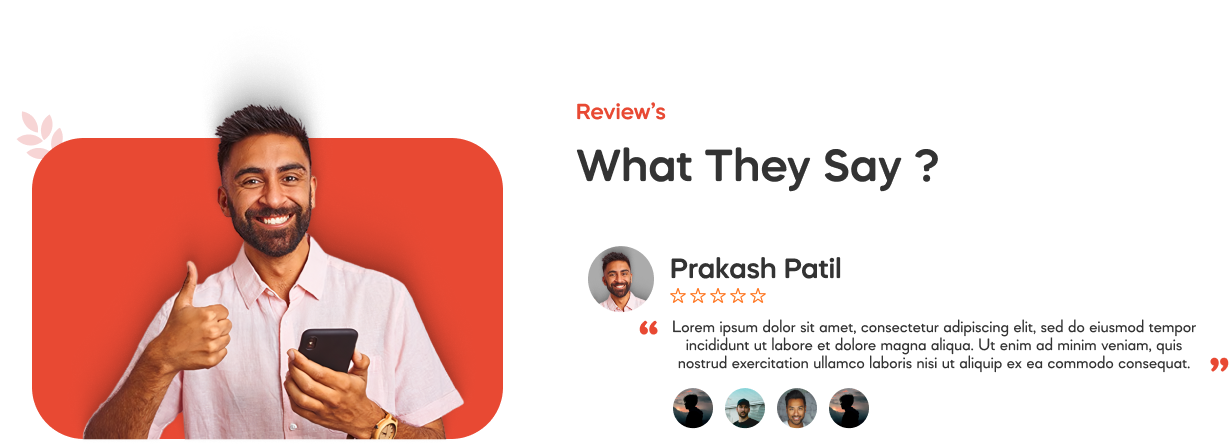 Review's
What They Say ?
Prakash Patil
“ Lorem ipsum dolor sit amet, consectetur adipiscing elit, sed do eiusmod tempor
incididunt ut labore et dolore magna aliqua. Ut enim ad minim veniam, quis
nostrud exercitation ullamco laboris nisi ut aliquip ex ea commodo consequat. ”